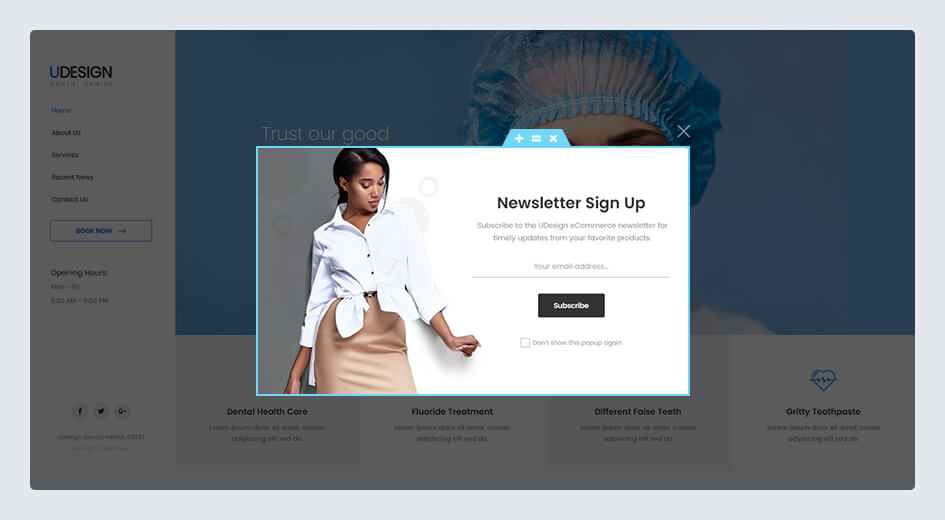 UDESIGN
Dental Health
Home
About Us
Services
Recent News
Contact Us
BOOK NOW
Opening Hours:
Mon - Fri
8:30 AM - 6:00 PM
UDesign Dental Health ©2021.
All Rights Reserved.
Trust our good
Newsletter Sign Up
Subscribe to the UDesign eCommerce newsletter for
timely updates from your favorite products.
Your email address...
Subscribe
Don't show this popup again
Dental Health Care
Lorem ipsum dolor sit amet, consec
adipiscing elit sed do.
Fluoride Treatment
Lorem ipsum dolor sit amet, consec
adipiscing elit sed do.
Different False Teeth
Lorem ipsum dolor sit amet, consec
adipiscing elit sed do.
Gritty Toothpaste
Lorem ipsum dolor sit amet, conse
adipiscing elit sed do.